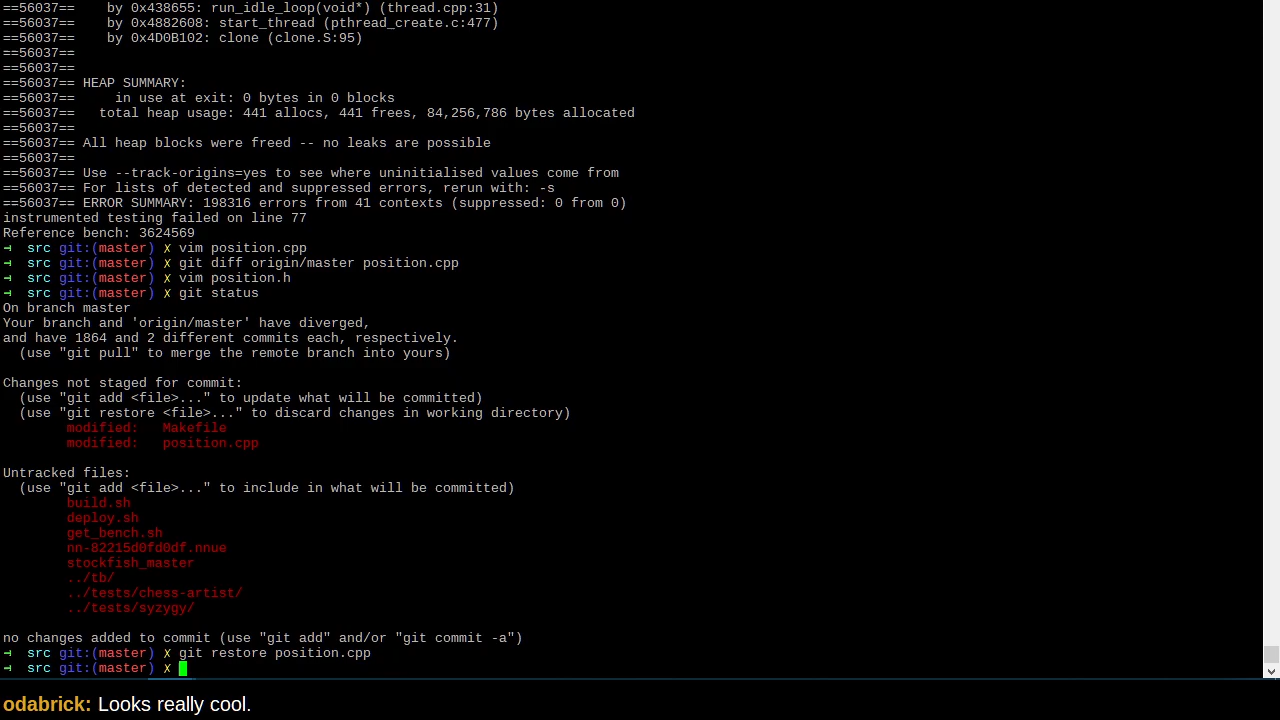 ==56037==    by 0x438655: run_idle_loop(void*) (thread.cpp:31)
==56037==    by 0x4882608: start_thread (pthread_create.c:477)
==56037==    by 0x4D0B102: clone (clone.S:95)
==56037==
==56037==
==56037== HEAP SUMMARY:
==56037==     in use at exit: 0 bytes in 0 blocks
==56037==   total heap usage: 441 allocs, 441 frees, 84,256,786 bytes allocated
==56037==
==56037== All heap blocks were freed -- no leaks are possible
==56037==
==56037== Use --track-origins=yes to see where uninitialised values come from
==56037== For lists of detected and suppressed errors, rerun with: -s
==56037== ERROR SUMMARY: 198316 errors from 41 contexts (suppressed: 0 from 0)
instrumented testing failed on line 77
Reference bench: 3624569
→  src git:(master) ✗ vim position.cpp
→  src git:(master) ✗ git diff origin/master position.cpp
→  src git:(master) ✗ vim position.h
→  src git:(master) ✗ git status
On branch master
Your branch and 'origin/master' have diverged,
and have 1864 and 2 different commits each, respectively.
  (use "git pull" to merge the remote branch into yours)

Changes not staged for commit:
  (use "git add <file>..." to update what will be committed)
  (use "git restore <file>..." to discard changes in working directory)
        modified:   Makefile
        modified:   position.cpp

Untracked files:
  (use "git add <file>..." to include in what will be committed)
        build.sh
        deploy.sh
        get_bench.sh
        nn-82215d0fd0df.nnue
        stockfish_master
        ../tb/
        ../tests/chess-artist/
        ../tests/syzygy/

no changes added to commit (use "git add" and/or "git commit -a")
→  src git:(master) ✗ git restore position.cpp
→  src git:(master) ✗
odabrick: Looks really cool.